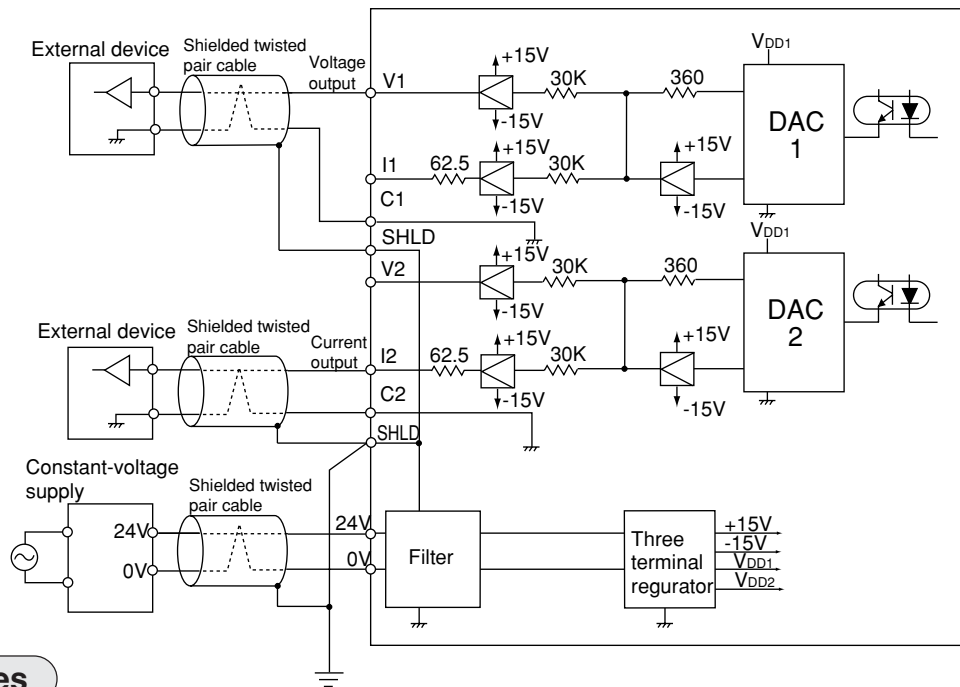 External device
Shielded twisted
pair cable
Voltage
output
V1
+15V
-15V
30K
360
VDD1
DAC
1
I1
62.5
+15V
-15V
30K
+15V
-15V
C1
SHLD
V2
+15V
-15V
30K
360
VDD1
DAC
2
External device
Shielded twisted
pair cable
Current
output
I2
62.5
+15V
-15V
30K
+15V
-15V
C2
SHLD
Constant-voltage
supply
Shielded twisted
pair cable
24V
0V
24V
0V
Filter
Three
terminal
regurator
+15V
-15V
VDD1
VDD2
es